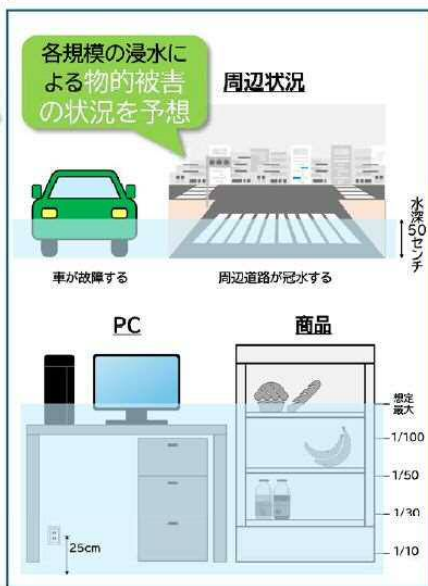 各規模の浸水に
よる物的被害
の状況を予想
周辺状況
水深50センチ
車が故障する
周辺道路が冠水する
PC
商品
想定
最大
1/100
1/50
1/30
1/10
25cm